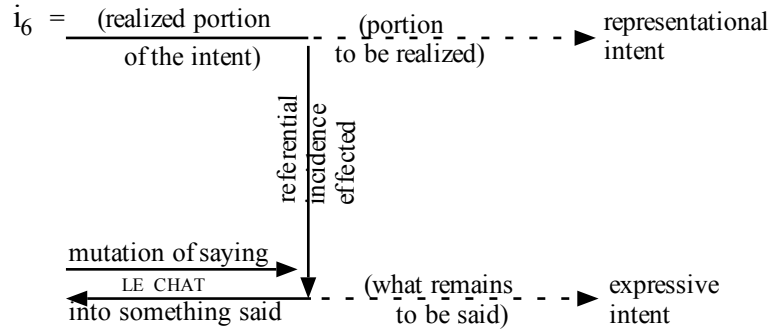 i6 = (realized portion (portion representational
of the intent) to be realized) intent
referential
incidence
effected
mutation of saying
LE CHAT (what remains expressive
into something said to be said) intent